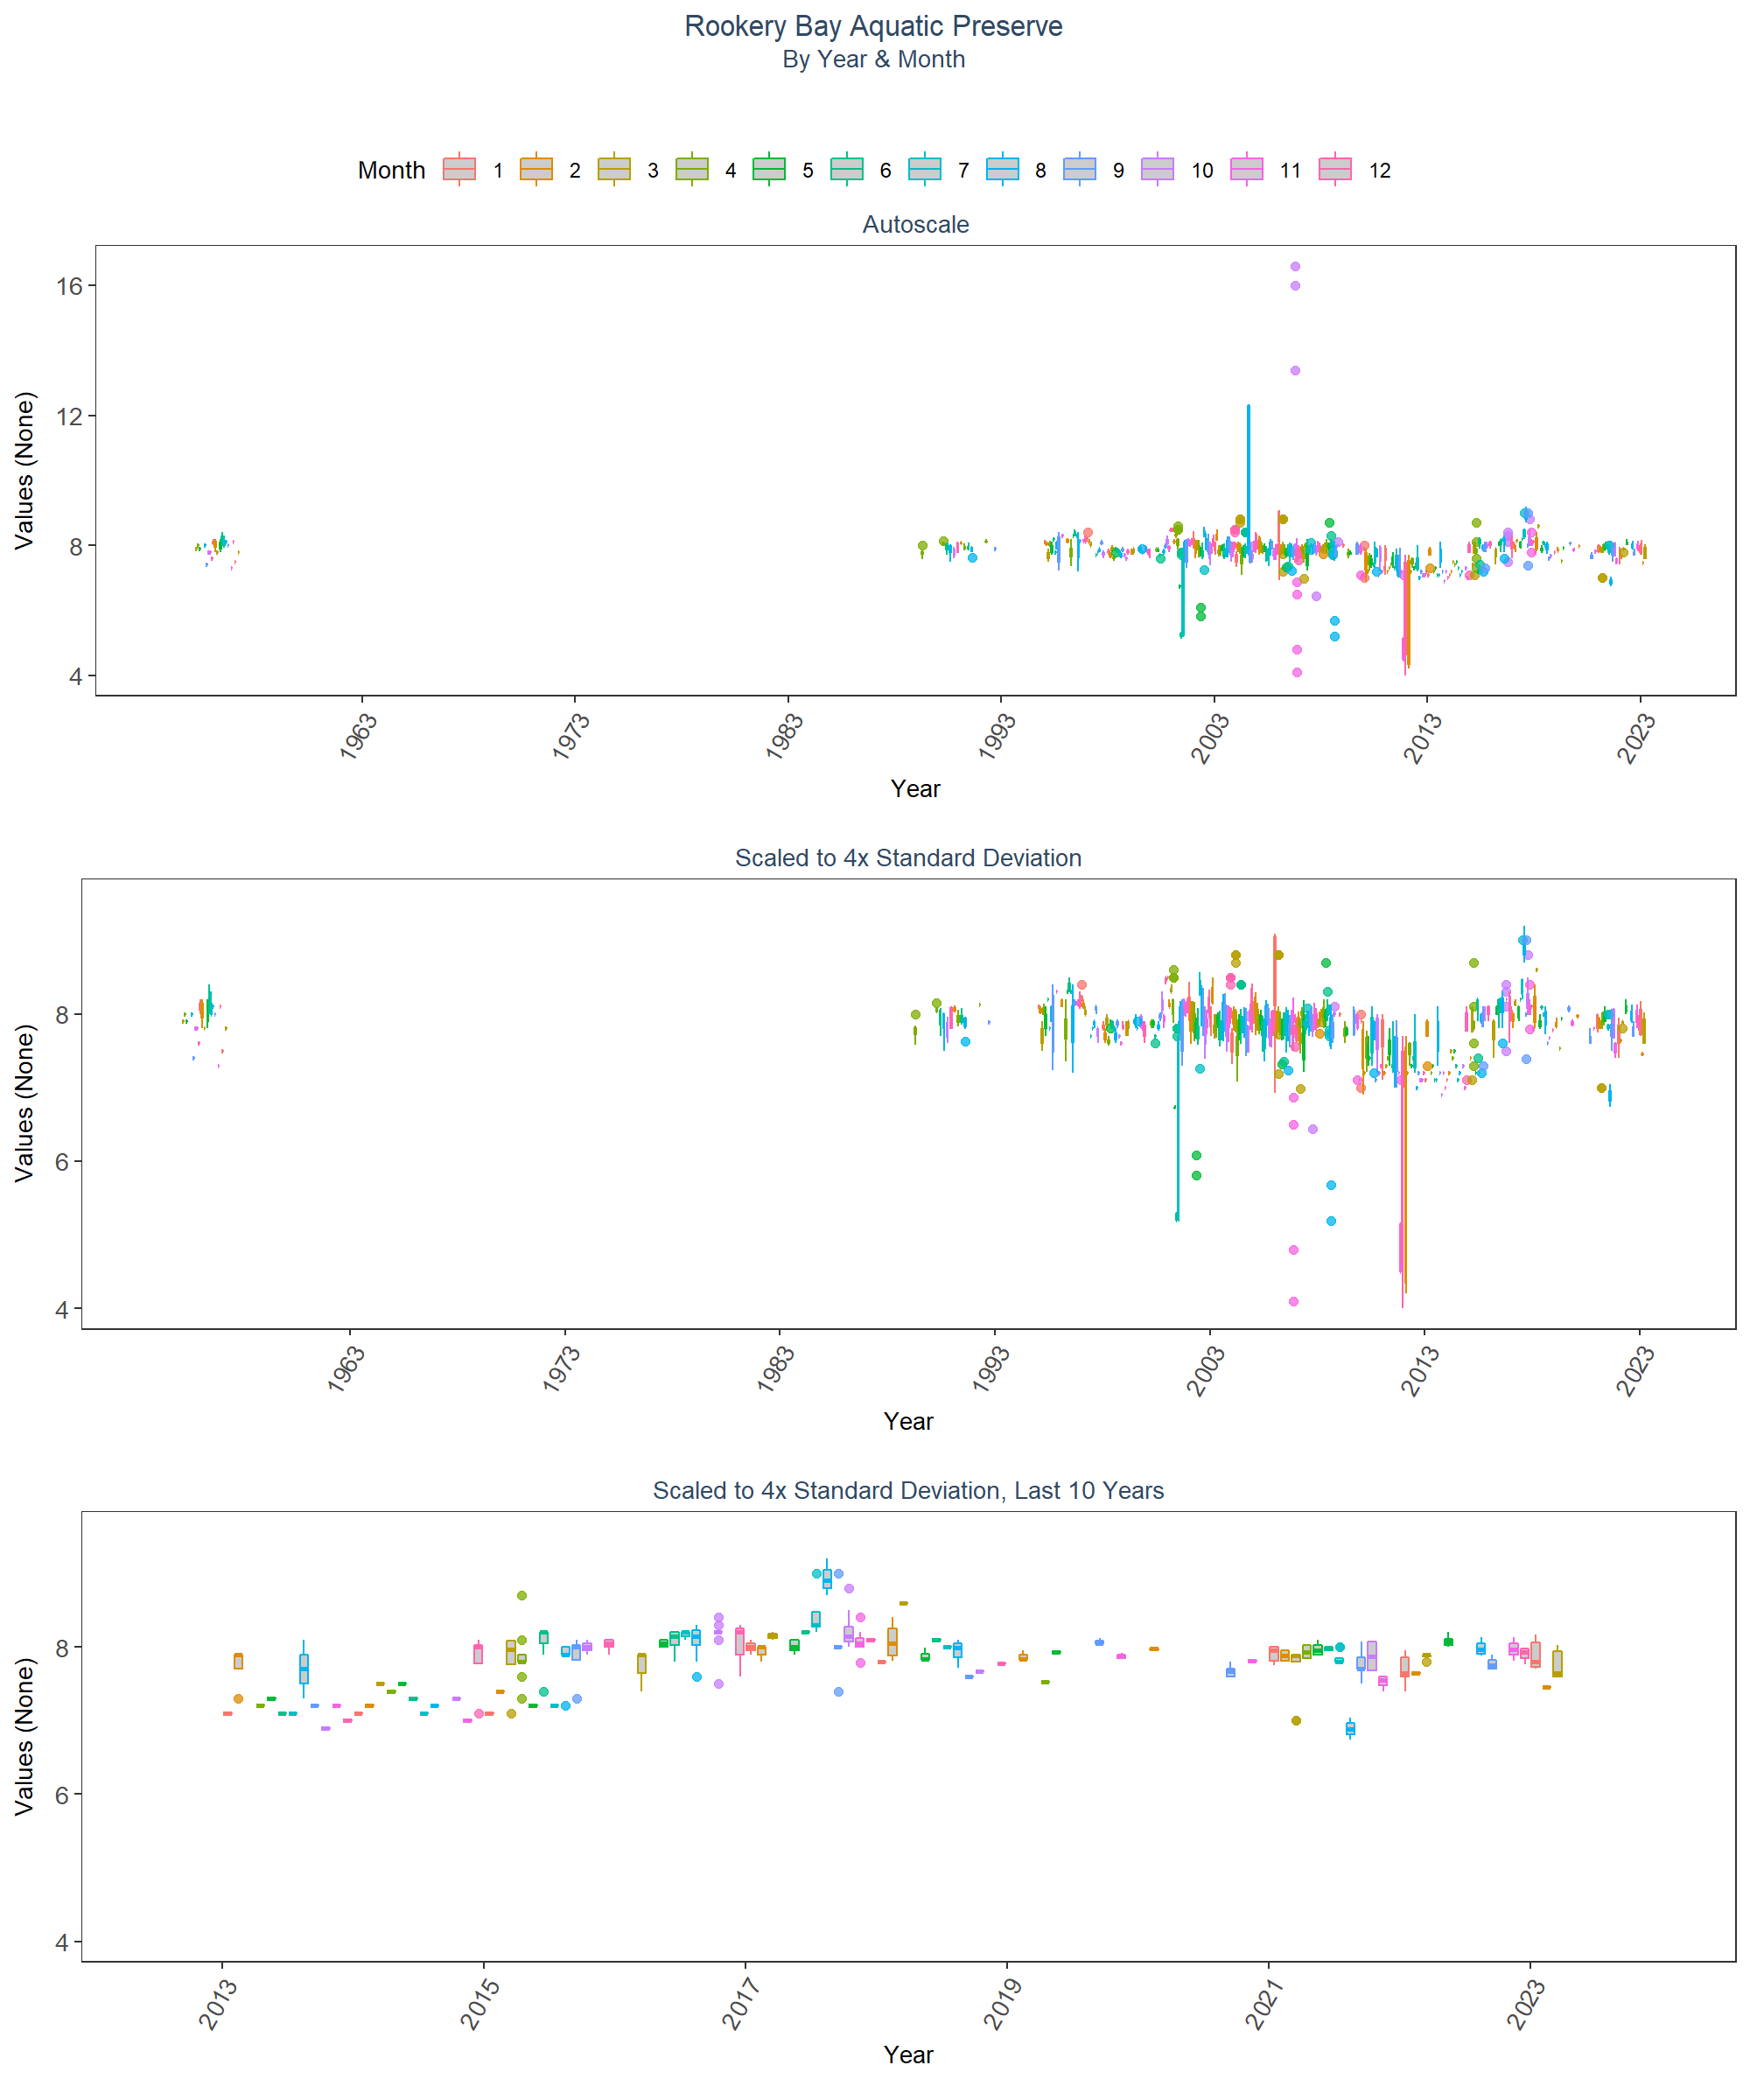 Rookery Bay Aquatic Preserve
By Year & Month
Month 1 2 3 4 5 6 7 8 9 10 11 12
Autoscale
Values (None)
16
12
8
4
1963 1973 1983 1993 2003 2013 2023
Year
Scaled to 4x Standard Deviation
Values (None)
8
6
4
1963 1973 1983 1993 2003 2013 2023
Year
Scaled to 4x Standard Deviation, Last 10 Years
Values (None)
8
6
4
2013 2015 2017 2019 2021 2023
Year